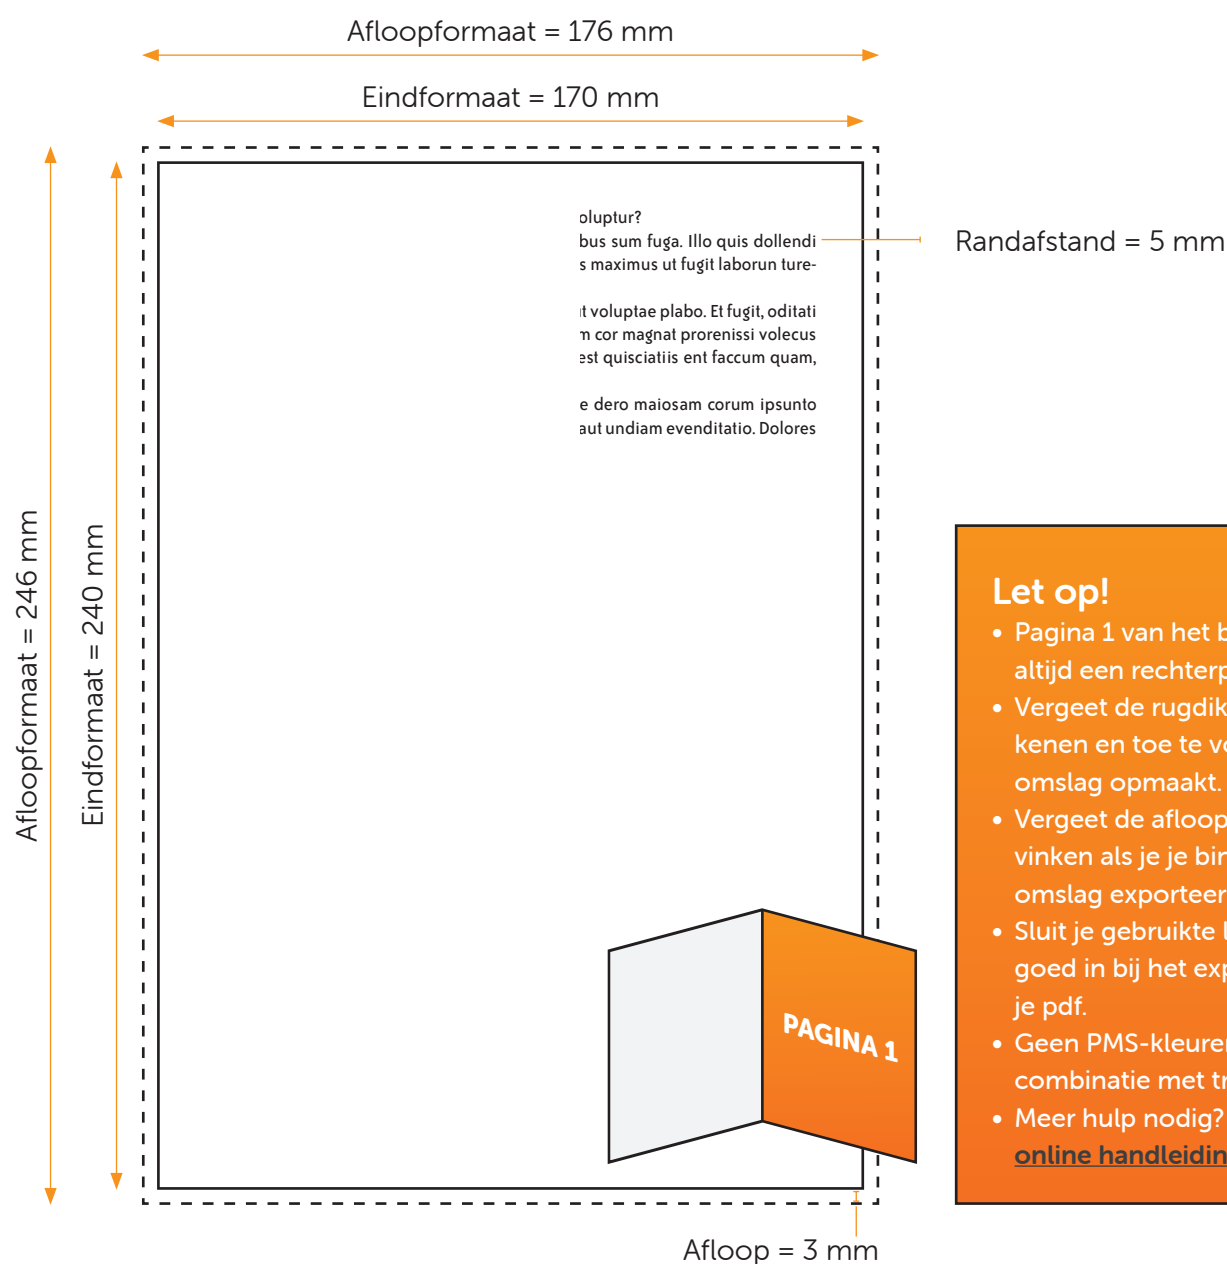 Afloopformaat = 176 mm
Eindformaat = 170 mm
Afloopformaat = 246 mm
Eindformaat = 240 mm
oluptur?
bus sum fuga. Illo quis dollendi
s maximus ut fugit laborun ture-
t voluptae plabo. Et fugit, oditati
m cor magnat prorenissi volecus
est quisciatiis ent faccum quam,
e dero maiosam corum ipsunto
aut undiam evenditatio. Dolores
Randafstand = 5 mm
Let op!
• Pagina 1 van het b
altijd een rechterp
• Vergeet de rugdik
kenen en toe te vo
omslag opmaakt.
• Vergeet de afloop
vinken als je je bin
omslag exporteer
• Sluit je gebruikte l
goed in bij het exp
je pdf.
• Geen PMS-kleuren
combinatie met tr
• Meer hulp nodig?
online handleidin
PAGINA 1
Afloop = 3 mm